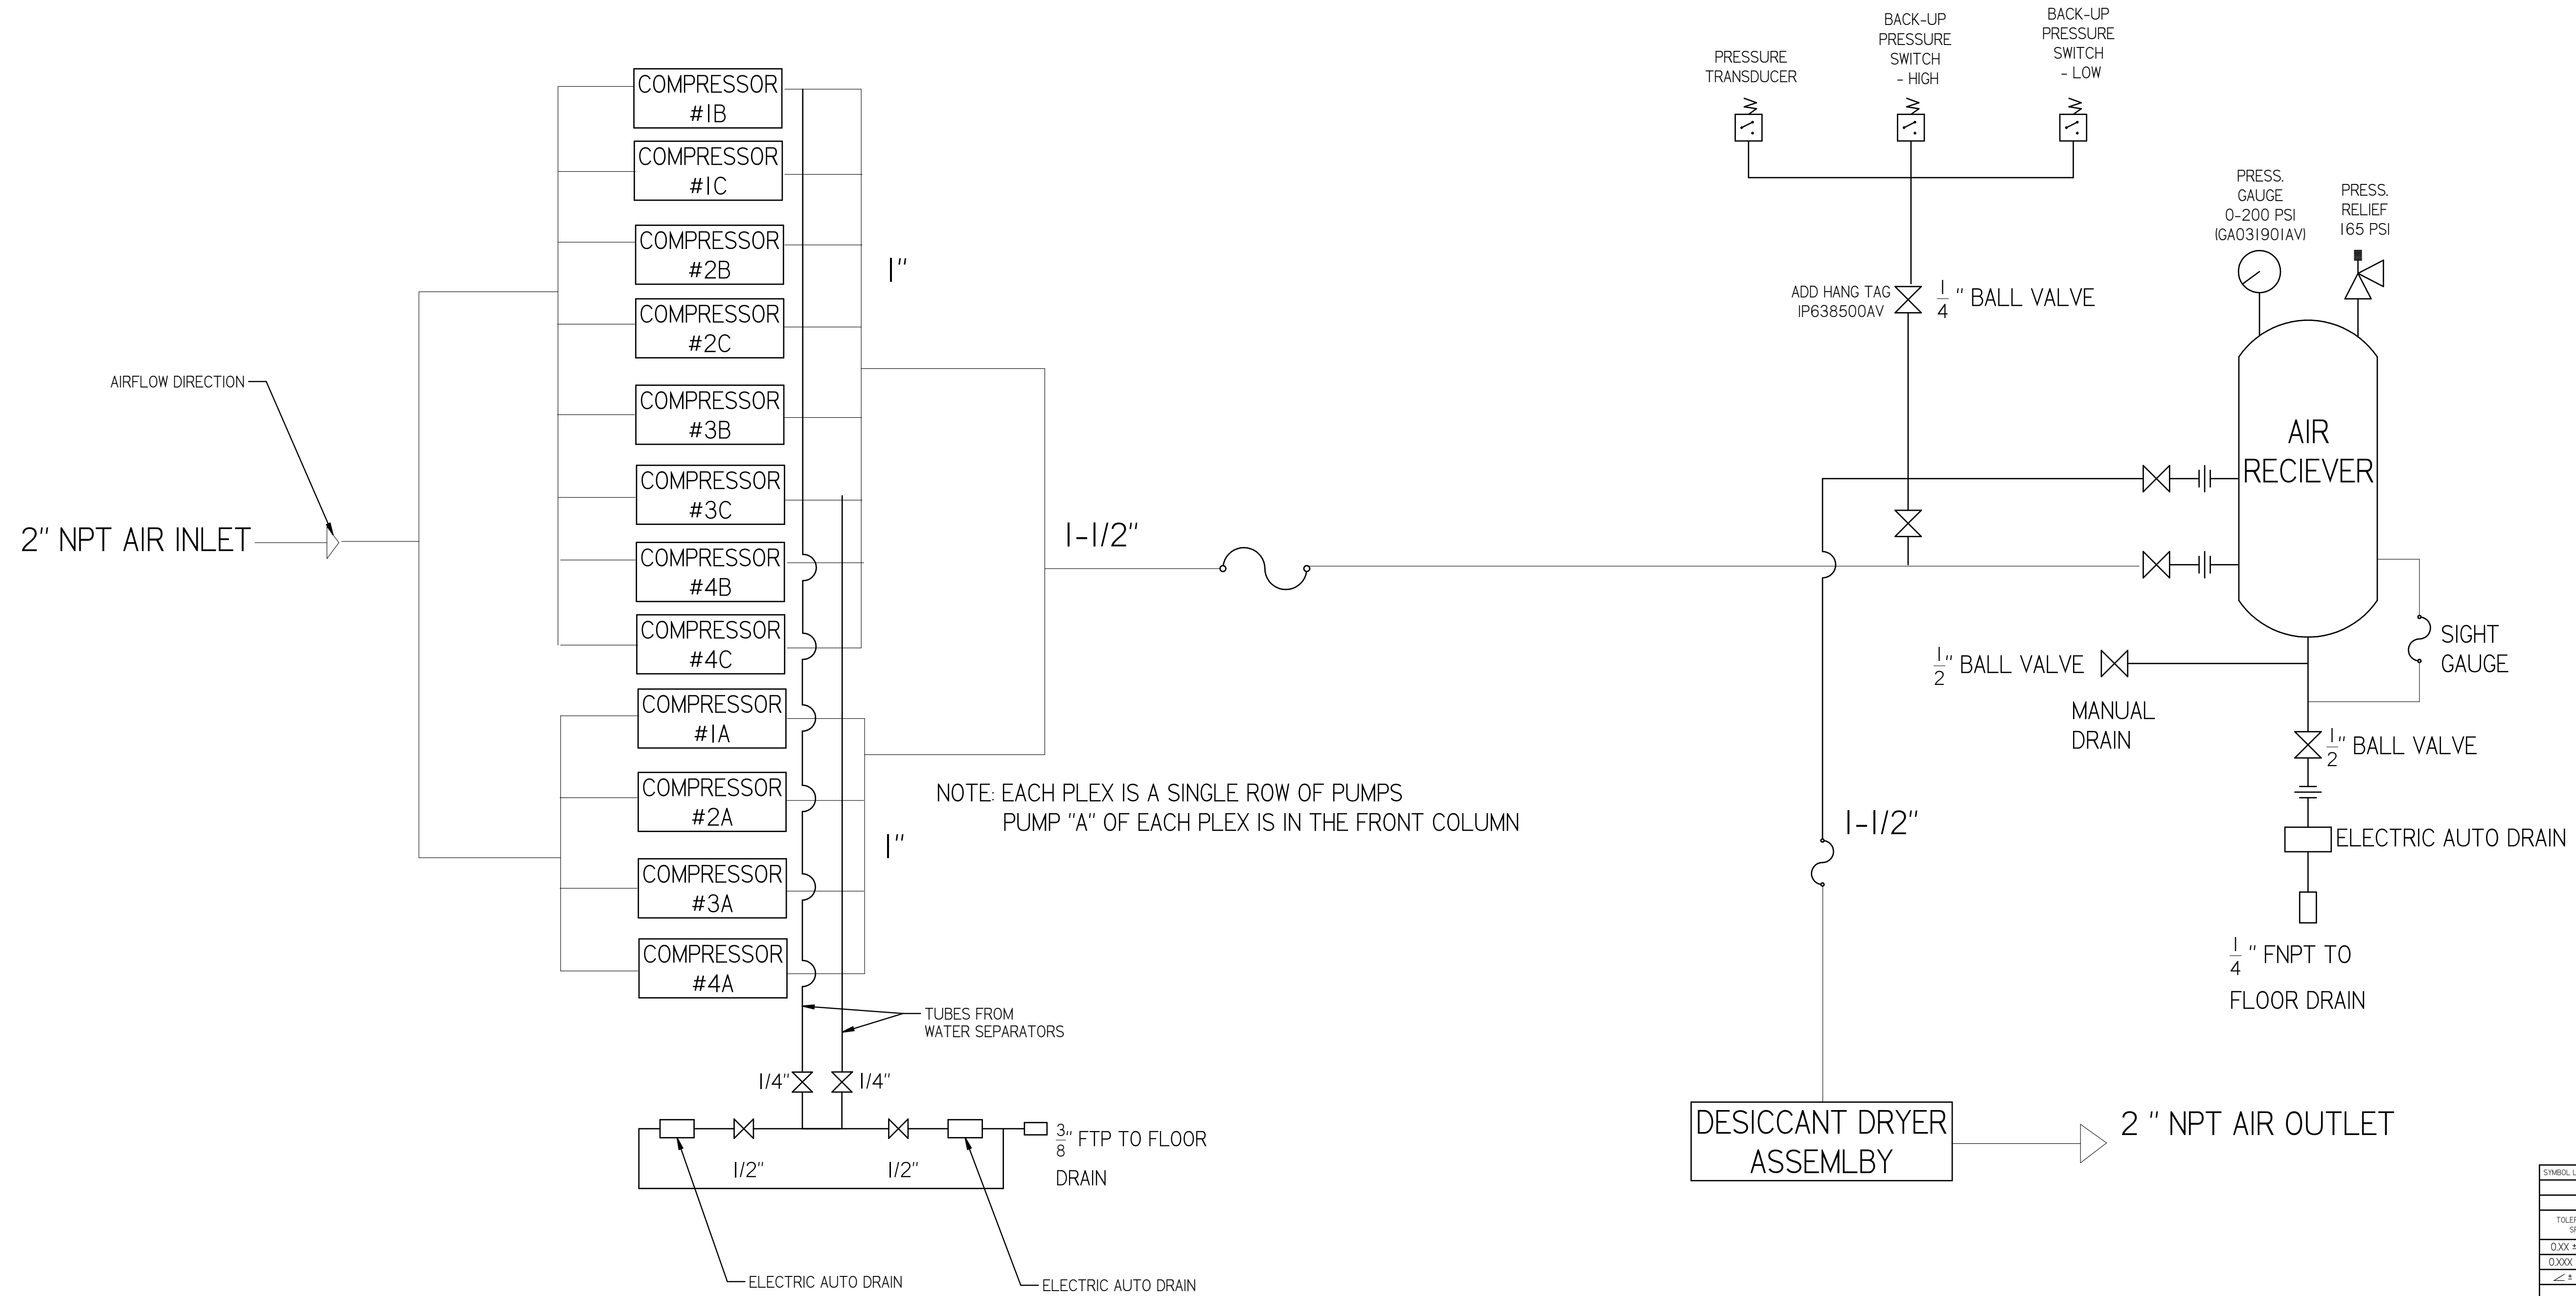 BACK-UP
PRESSURE
SWITCH
- HIGH
BACK-UP
PRESSURE
SWITCH
- LOW
PRESSURE
TRANSDUCER
COMPRESSOR
#1B
COMPRESSOR
#1C
COMPRESSOR
#2B
COMPRESSOR
#2C
COMPRESSOR
#3B
COMPRESSOR
#3C
COMPRESSOR
#4B
COMPRESSOR
#4C
COMPRESSOR
#1A
COMPRESSOR
#2A
COMPRESSOR
#3A
COMPRESSOR
#4A
1"
1"
AIRFLOW DIRECTION
2" NPT AIR INLET
1-1/2"
NOTE: EACH PLEX IS A SINGLE ROW OF PUMPS
PUMP "A" OF EACH PLEX IS IN THE FRONT COLUMN
TUBES FROM
WATER SEPARATORS
1/4"
1/4"
1/2"
1/2"
3/8" FTP TO FLOOR
DRAIN
ELECTRIC AUTO DRAIN
ELECTRIC AUTO DRAIN
ADD HANG TAG
IP638500AV
1/4 " BALL VALVE
PRESS.
GAUGE
0-200 PSI
(GA031901AV)
PRESS.
RELIEF
165 PSI
AIR
RECIEVER
SIGHT
GAUGE
1/2" BALL VALVE
MANUAL
DRAIN
1/2" BALL VALVE
ELECTRIC AUTO DRAIN
1/4 " FNPT TO
FLOOR DRAIN
1-1/2"
DESICCANT DRYER
ASSEMLBY
2 " NPT AIR OUTLET
SYMBOL L
0.XX ±
0.XXX
∠ ±